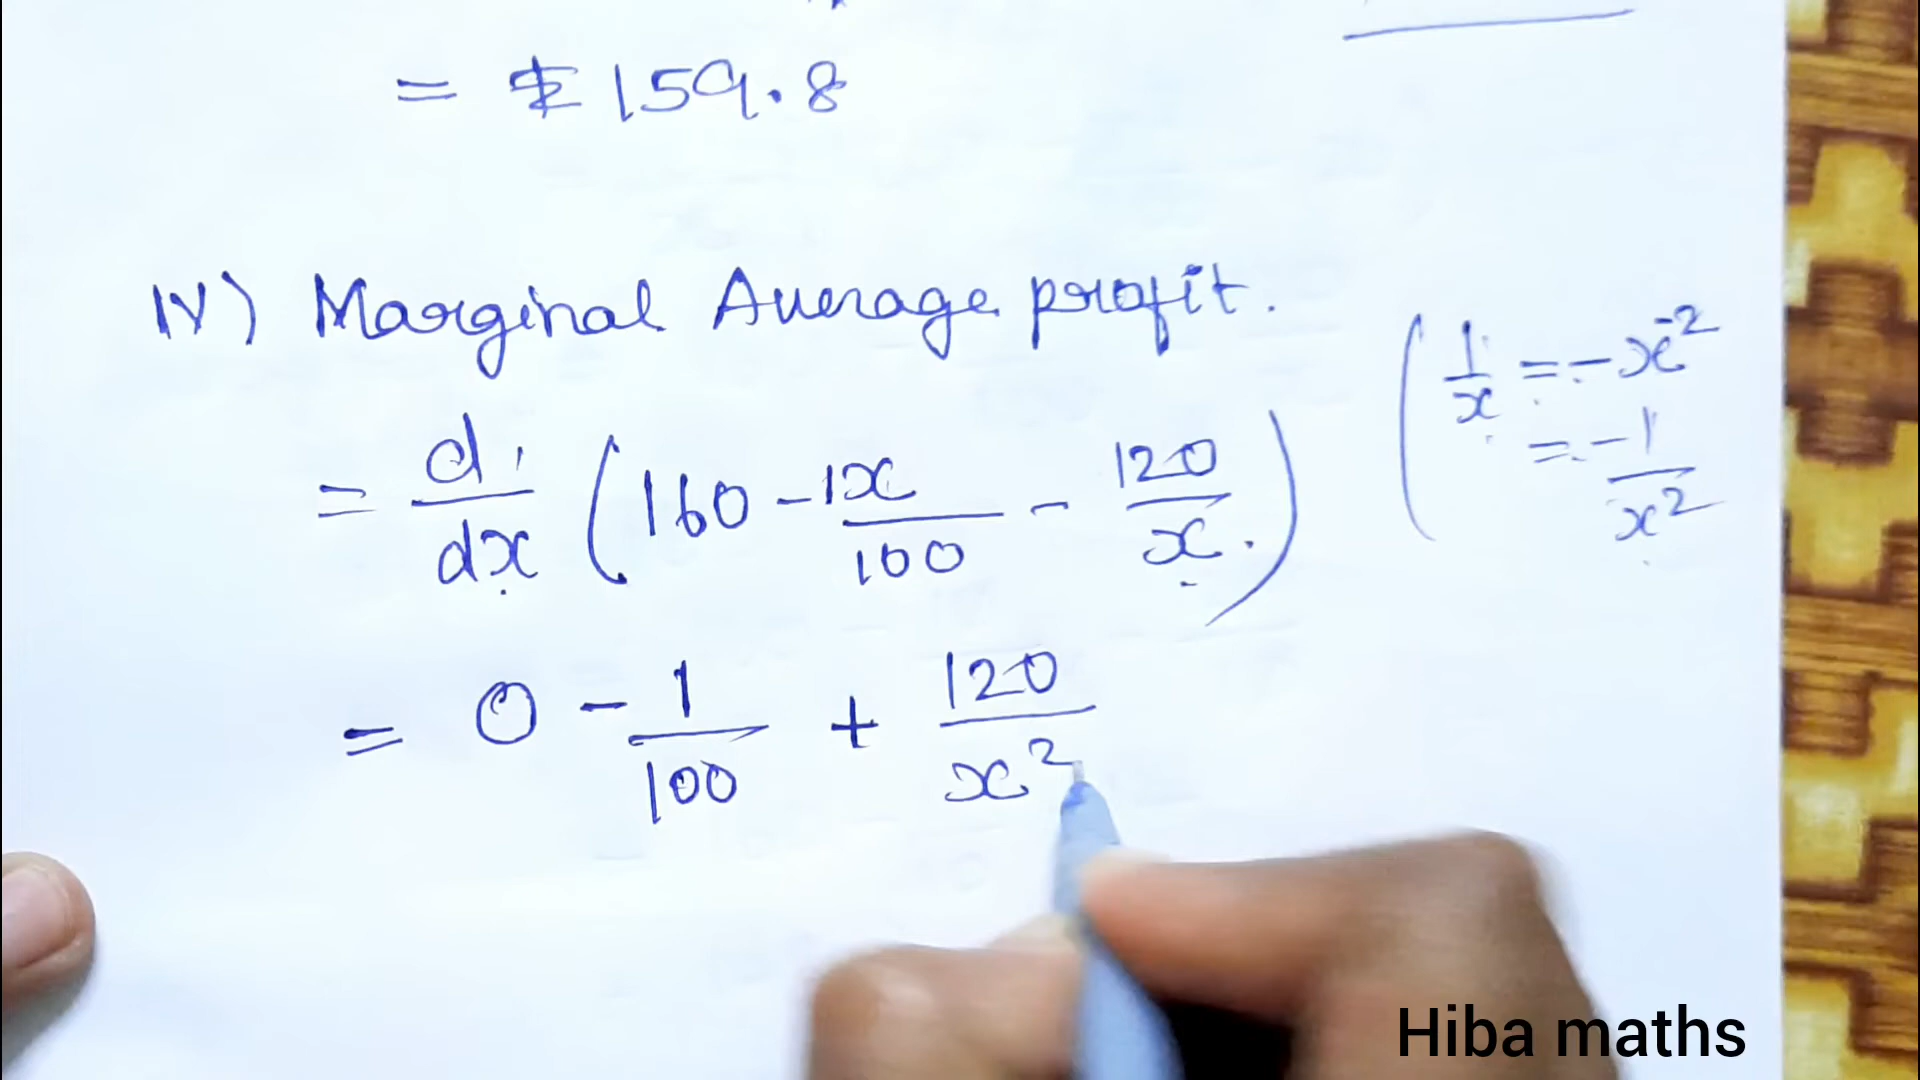 = $159.8
IV) Marginal Average profit.
= d/dx (160 - 1x/100 - 120/x.)
(1/x = -x^-2
= -1/x^2
= 0 - 1/100 + 120/x^2
Hiba maths